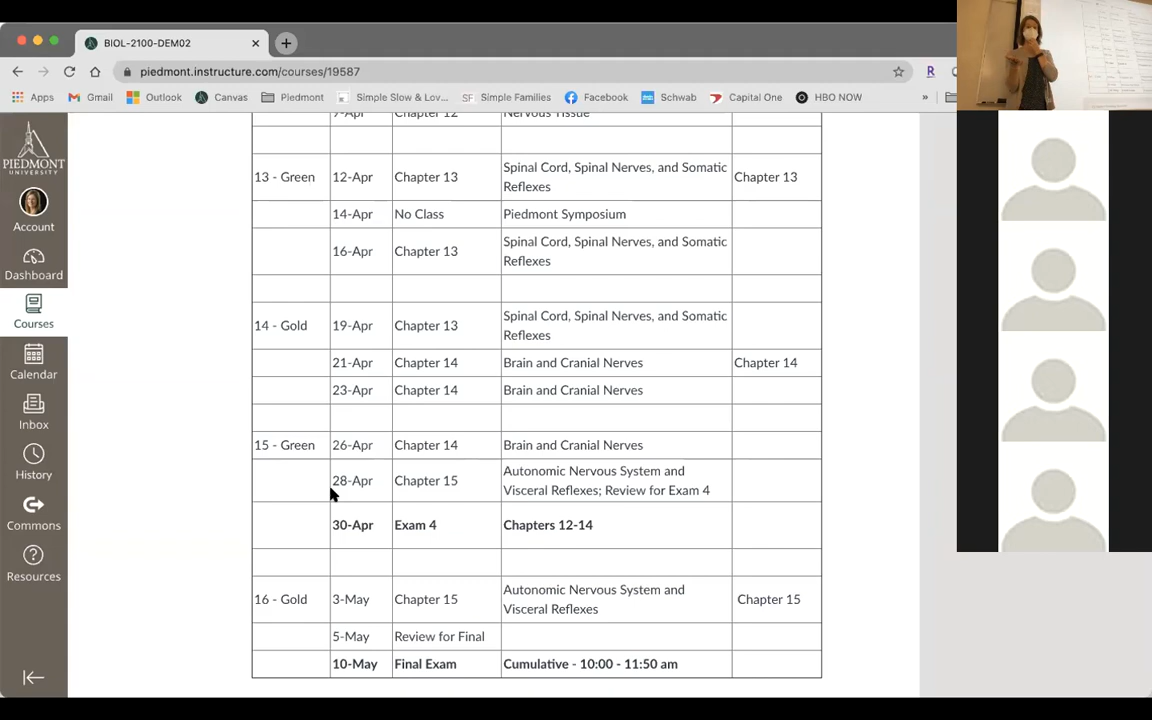 BIOL-2100-DEM02
piedmont.instructure.com/courses/19587
R
Apps Gmail Outlook Canvas Piedmont Simple Slow & Lov... SF Simple Families Facebook Schwab Capital One HBO NOW »
PIEDMONT
UNIVERSITY
Account
Dashboard
Courses
Calendar
Inbox
History
Commons
Resources
7-Apr Chapter 12 Nervous Tissue
13 - Green 12-Apr Chapter 13 Spinal Cord, Spinal Nerves, and Somatic Reflexes Chapter 13
14-Apr No Class Piedmont Symposium
16-Apr Chapter 13 Spinal Cord, Spinal Nerves, and Somatic Reflexes
14 - Gold 19-Apr Chapter 13 Spinal Cord, Spinal Nerves, and Somatic Reflexes
21-Apr Chapter 14 Brain and Cranial Nerves Chapter 14
23-Apr Chapter 14 Brain and Cranial Nerves
15 - Green 26-Apr Chapter 14 Brain and Cranial Nerves
28-Apr Chapter 15 Autonomic Nervous System and Visceral Reflexes; Review for Exam 4
30-Apr Exam 4 Chapters 12-14
16 - Gold 3-May Chapter 15 Autonomic Nervous System and Visceral Reflexes Chapter 15
5-May Review for Final
10-May Final Exam Cumulative - 10:00 - 11:50 am